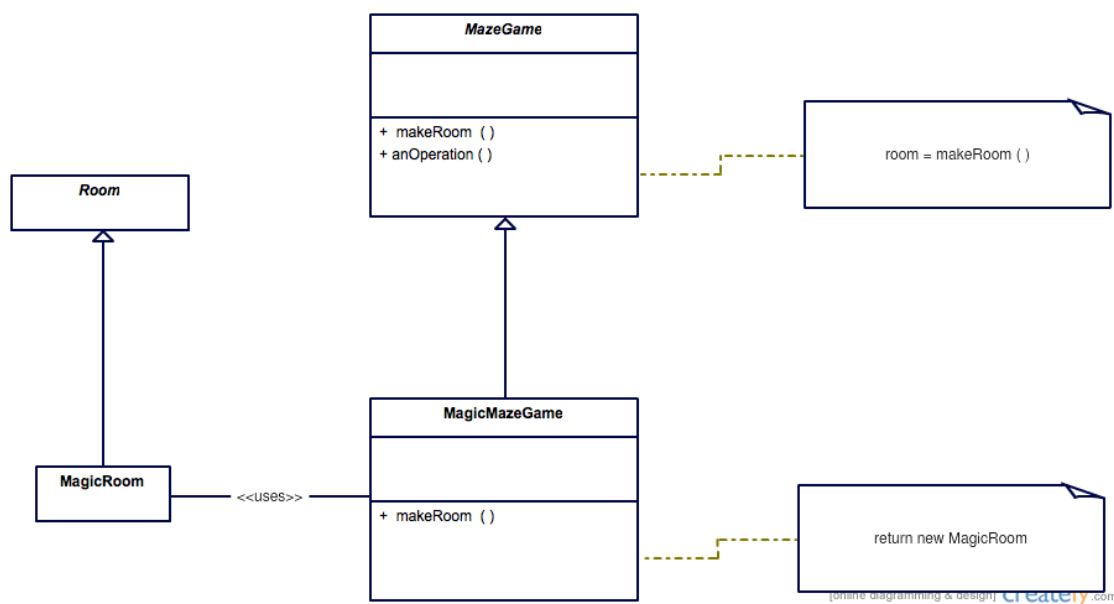 MazeGame
+ makeRoom ( )
+ anOperation ( )
room = makeRoom ( )
Room
MagicMazeGame
MagicRoom
<<uses>>
+ makeRoom ( )
return new MagicRoom
[online diagramming & design] creately.com